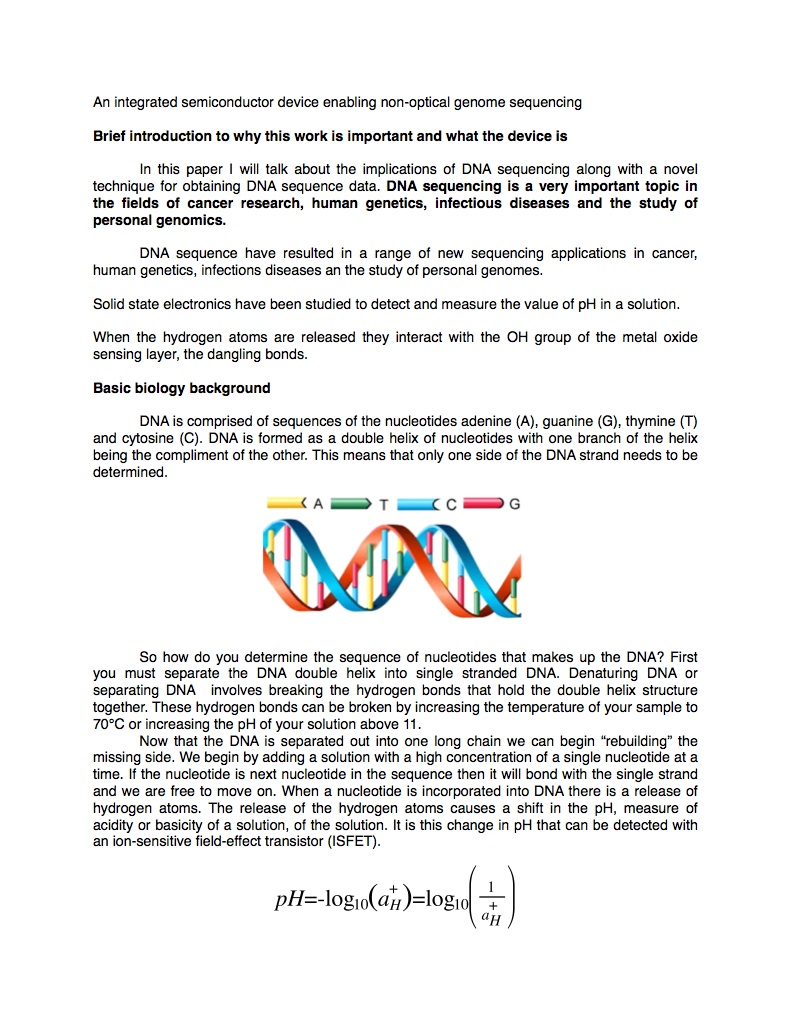 An integrated semiconductor device enabling non-optical genome sequencing
Brief introduction to why this work is important and what the device is
In this paper I will talk about the implications of DNA sequencing along with a novel
technique for obtaining DNA sequence data. DNA sequencing is a very important topic in
the fields of cancer research, human genetics, infectious diseases and the study of
personal genomics.
DNA sequence have resulted in a range of new sequencing applications in cancer,
human genetics, infections diseases an the study of personal genomes.
Solid state electronics have been studied to detect and measure the value of pH in a solution.
When the hydrogen atoms are released they interact with the OH group of the metal oxide
sensing layer, the dangling bonds.
Basic biology background
DNA is comprised of sequences of the nucleotides adenine (A), guanine (G), thymine (T)
and cytosine (C). DNA is formed as a double helix of nucleotides with one branch of the helix
being the compliment of the other. This means that only one side of the DNA strand needs to be
determined.
A T C G
So how do you determine the sequence of nucleotides that makes up the DNA? First
you must separate the DNA double helix into single stranded DNA. Denaturing DNA or
separating DNA involves breaking the hydrogen bonds that hold the double helix structure
together. These hydrogen bonds can be broken by increasing the temperature of your sample to
70°C or increasing the pH of your solution above 11.
Now that the DNA is separated out into one long chain we can begin “rebuilding” the
missing side. We begin by adding a solution with a high concentration of a single nucleotide at a
time. If the nucleotide is next nucleotide in the sequence then it will bond with the single strand
and we are free to move on. When a nucleotide is incorporated into DNA there is a release of
hydrogen atoms. The release of the hydrogen atoms causes a shift in the pH, measure of
acidity or basicity of a solution, of the solution. It is this change in pH that can be detected with
an ion-sensitive field-effect transistor (ISFET).
pH=-log₁₀(a_H^+)=log₁₀(1/a_H^+)